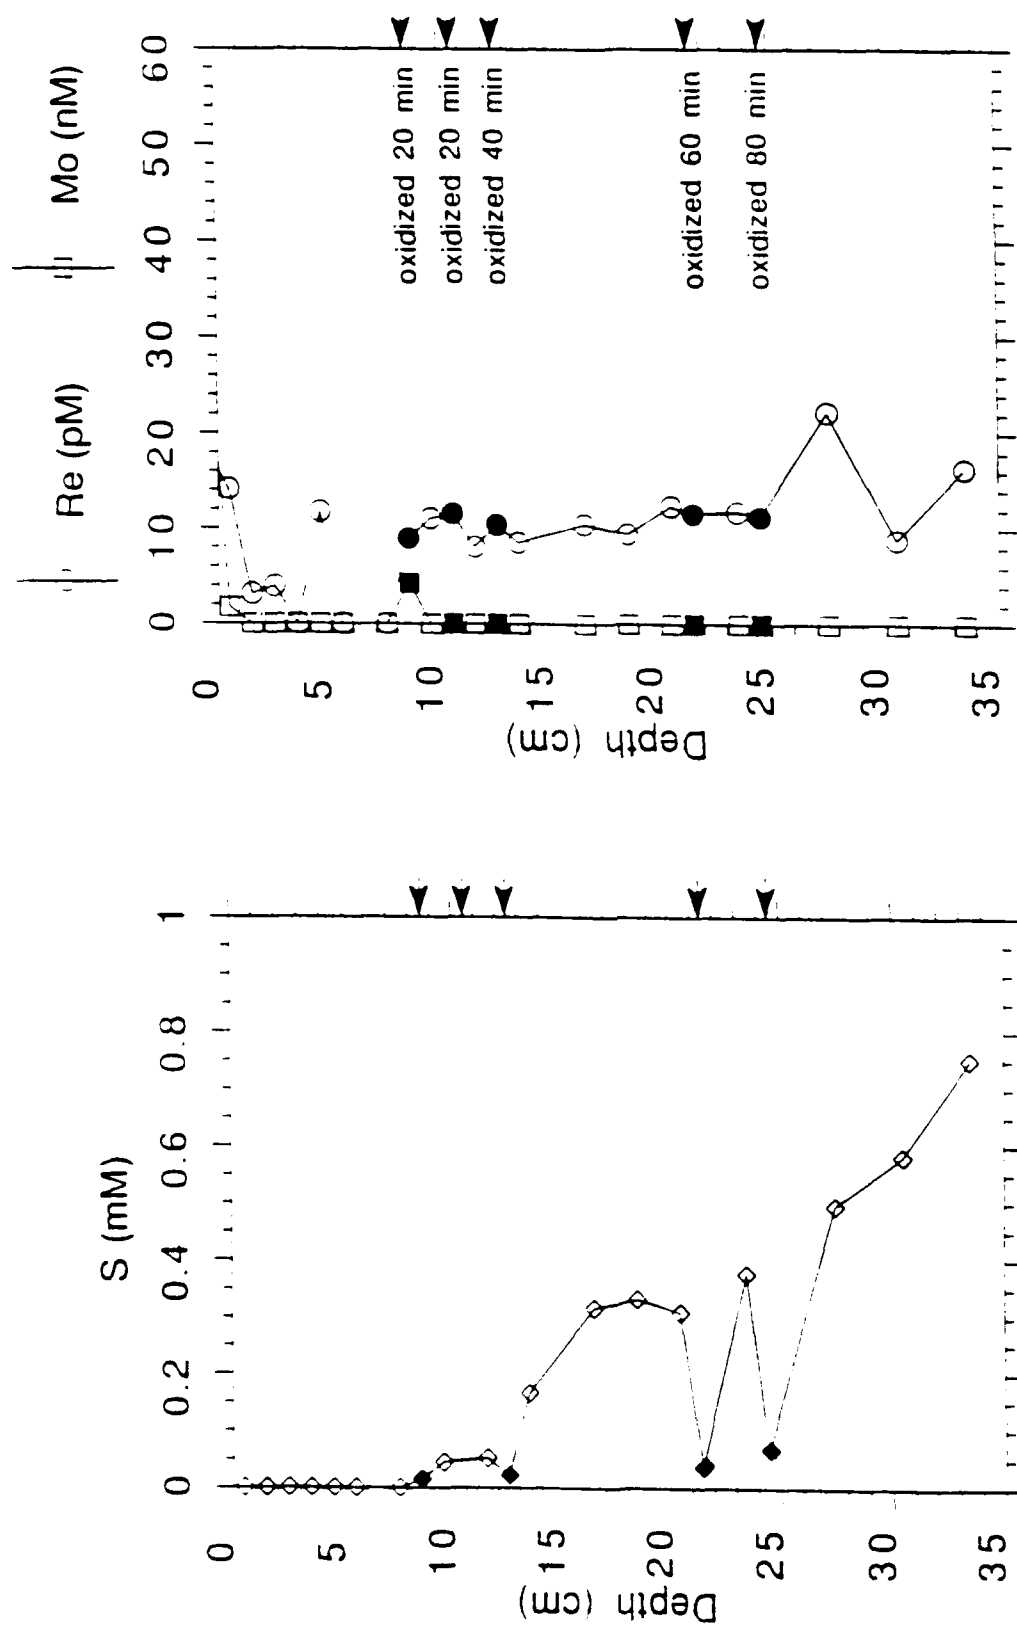 Re (pM)
Mo (nM)
0 10 20 30 40 50 60
0
5
10
15
20
25
30
35
Depth (cm)
oxidized 20 min
oxidized 20 min
oxidized 40 min
oxidized 60 min
oxidized 80 min
S (mM)
0 0.2 0.4 0.6 0.8 1
0
5
10
15
20
25
30
35
Depth (cm)